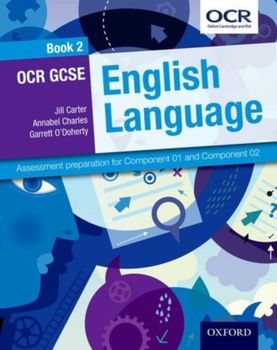 OCR
Oxford Cambridge and RSA
Book 2
OCR GCSE
English
Language
Jill Carter
Annabel Charles
Garrett O'Doherty
Assessment preparation for Component 01 and Component 02
OXFORD